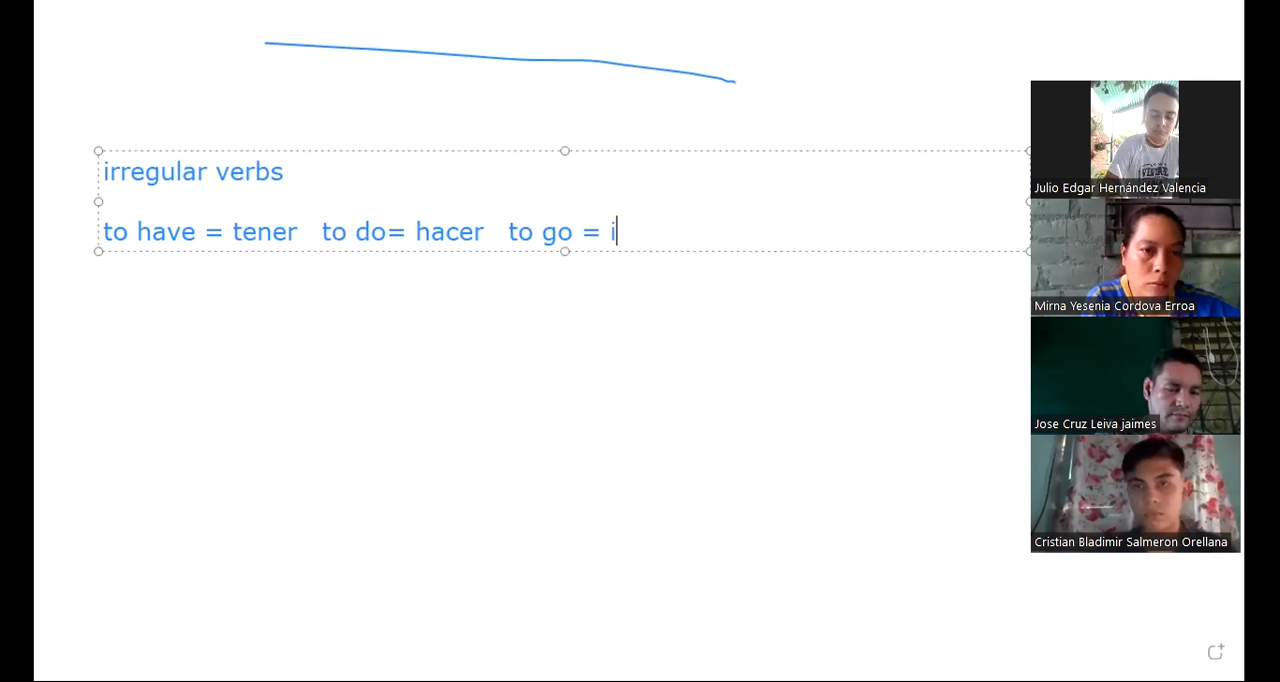 irregular verbs
to have = tener to do= hacer to go = i
Julio Edgar Hernández Valencia
Mirna Yesenia Cordova Erroa
Jose Cruz Leiva jaimes
Cristian Bladimir Salmeron Orellana